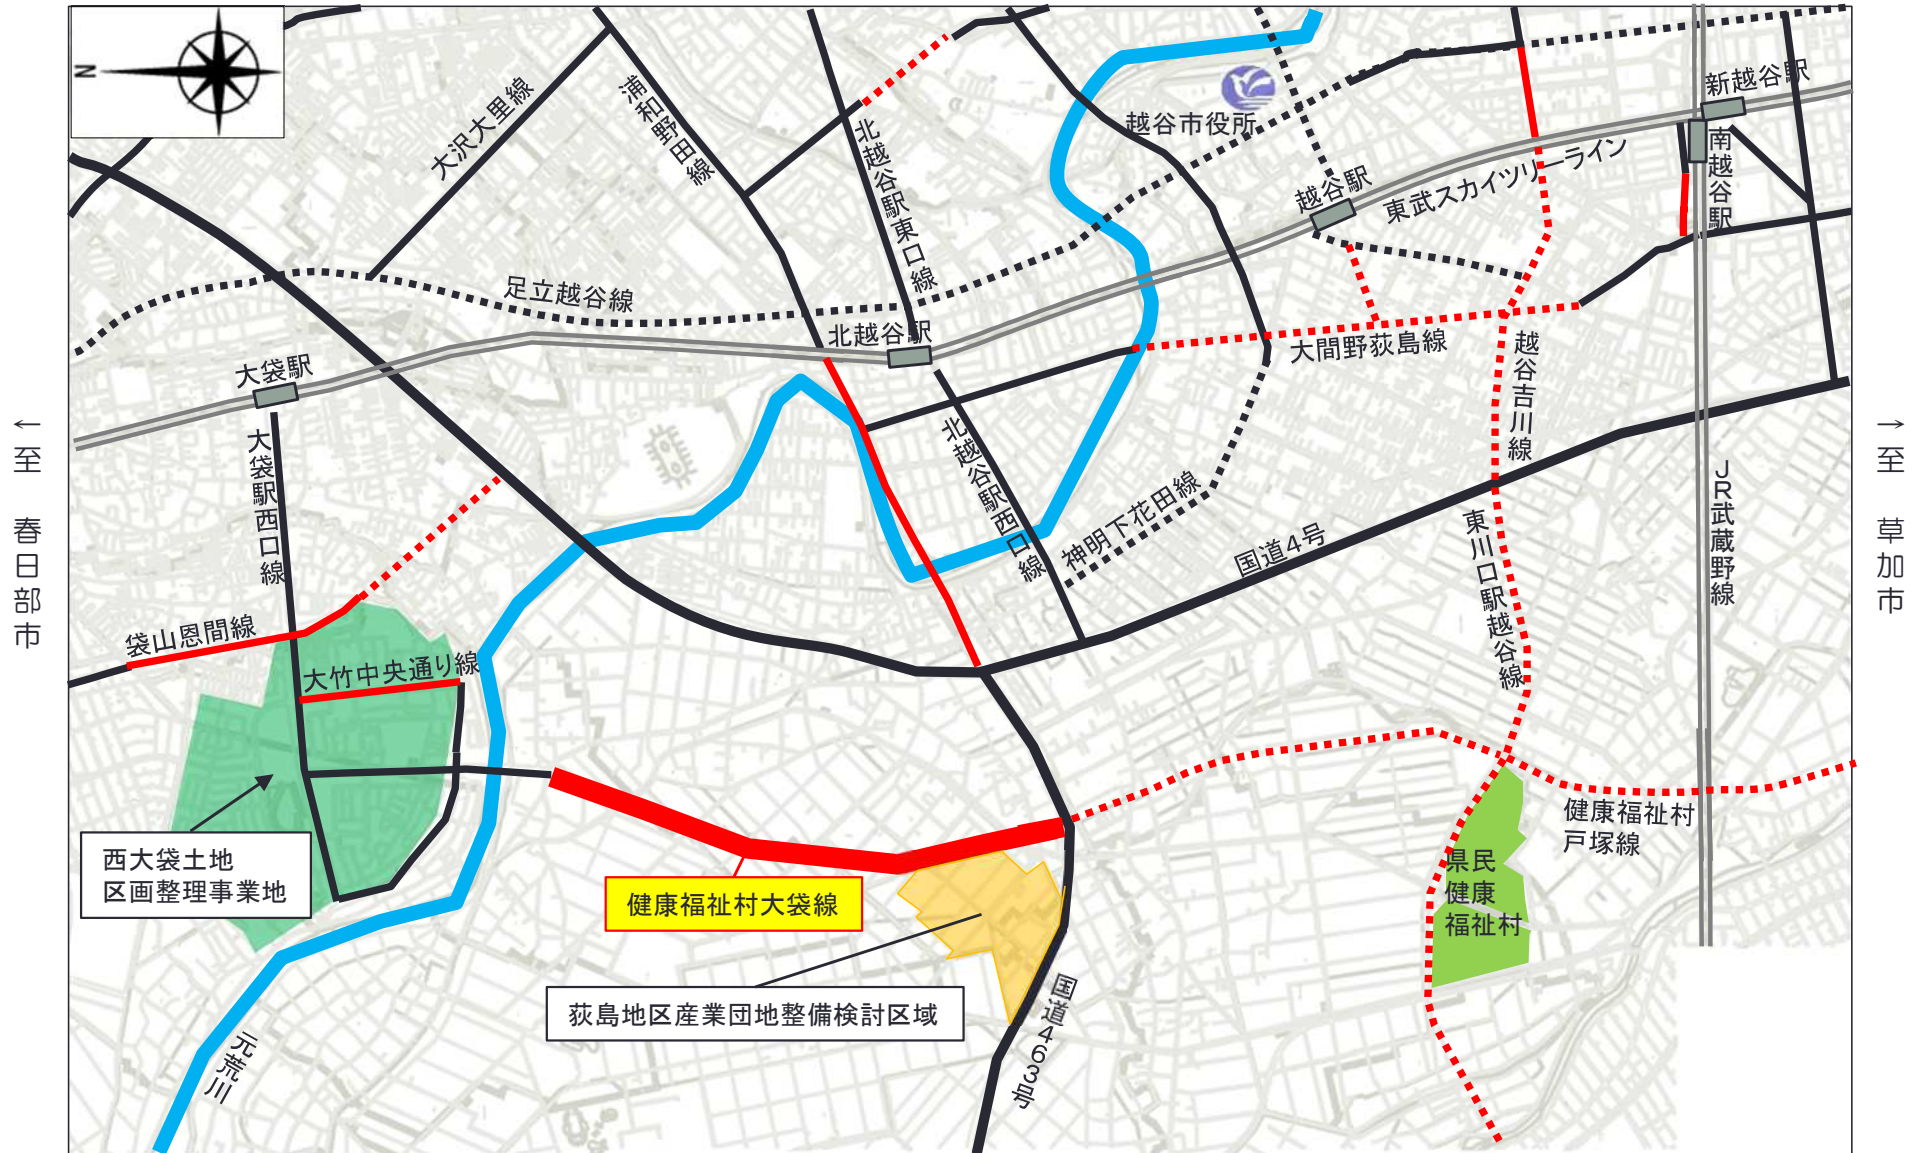 N
大沢大里線
浦和野田線
北越谷駅東口線
越谷市役所
新越谷駅
南越谷駅
越谷駅
東武スカイツリーライン
足立越谷線
北越谷駅
大袋駅
大間野荻島線
越谷吉川線
大袋駅西口線
北越谷駅西口線
神明下花田線
国道4号
東川口駅越谷線
JR武蔵野線
←至 春日部市
→至 草加市
袋山恩間線
大竹中央通り線
西大袋土地
区画整理事業地
健康福祉村大袋線
健康福祉村
戸塚線
県民
健康
福祉村
荻島地区産業団地整備検討区域
国道463号
元荒川